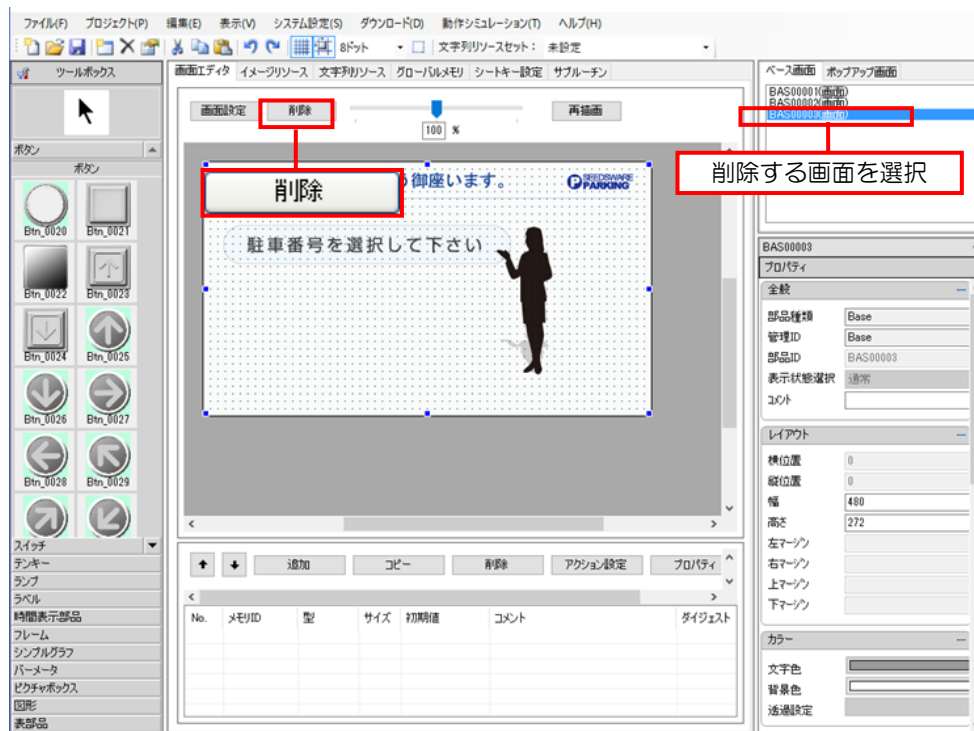 ファイル(F) プロジェクト(P) 編集(E) 表示(V) システム設定(S) ダウンロード(D) 動作シミュレーション(T) ヘルプ(H)
8ドット 文字列リソースセット： 未設定
ツールボックス
ボタン
ボタン
Btn_0020 Btn_0021
Btn_0022 Btn_0023
Btn_0024 Btn_0025
Btn_0026 Btn_0027
Btn_0028 Btn_0029
スイッチ
テンキー
ランプ
ラベル
時間表示部品
フレーム
シンプルグラフ
バーメータ
ピクチャボックス
図形
表部品
画面エディタ イメージリソース 文字列リソース グローバルメモリ シートキー設定 サブルーチン
画面設定 削除 再描画
100 %
削除
御座います。 SEEDSWARE
PARKING
駐車番号を選択して下さい
追加 コピー 削除 アクション設定 プロパティ
No. メモリID 型 サイズ 初期値 コメント ダイジェスト
ベース画面 ポップアップ画面
BAS00001(画面)
BAS00002(画面)
BAS00003(画面)
削除する画面を選択
BAS00003
プロパティ
全般
部品種類 Base
管理ID Base
部品ID BAS00003
表示状態選択 通常
コメント
レイアウト
横位置 0
縦位置 0
幅 480
高さ 272
左マージン
右マージン
上マージン
下マージン
カラー
文字色
背景色
透過設定